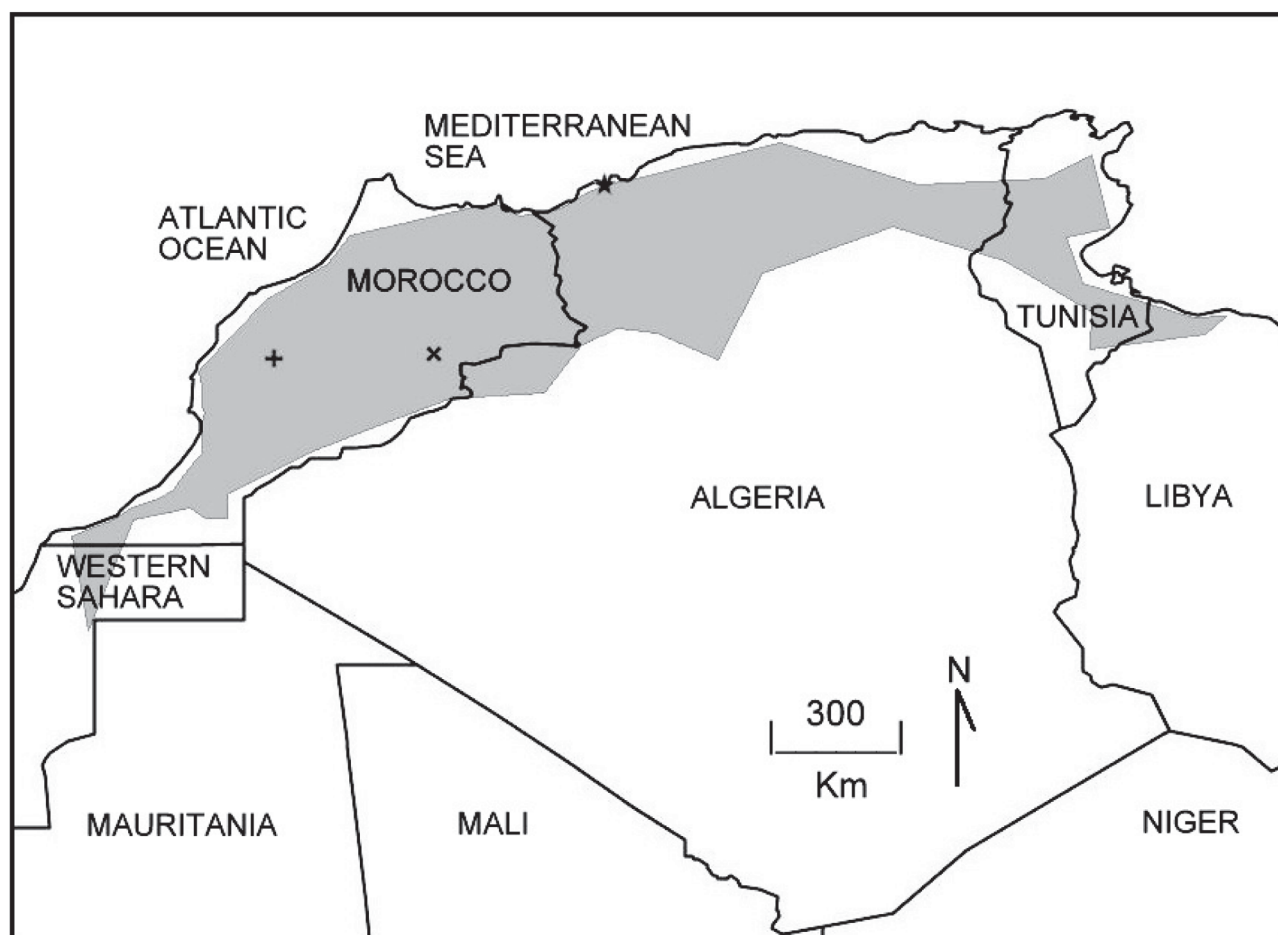 MEDITERRANEAN
SEA
ATLANTIC
OCEAN
MOROCCO
TUNISIA
ALGERIA
LIBYA
WESTERN
SAHARA
N
300
Km
MAURITANIA
MALI
NIGER